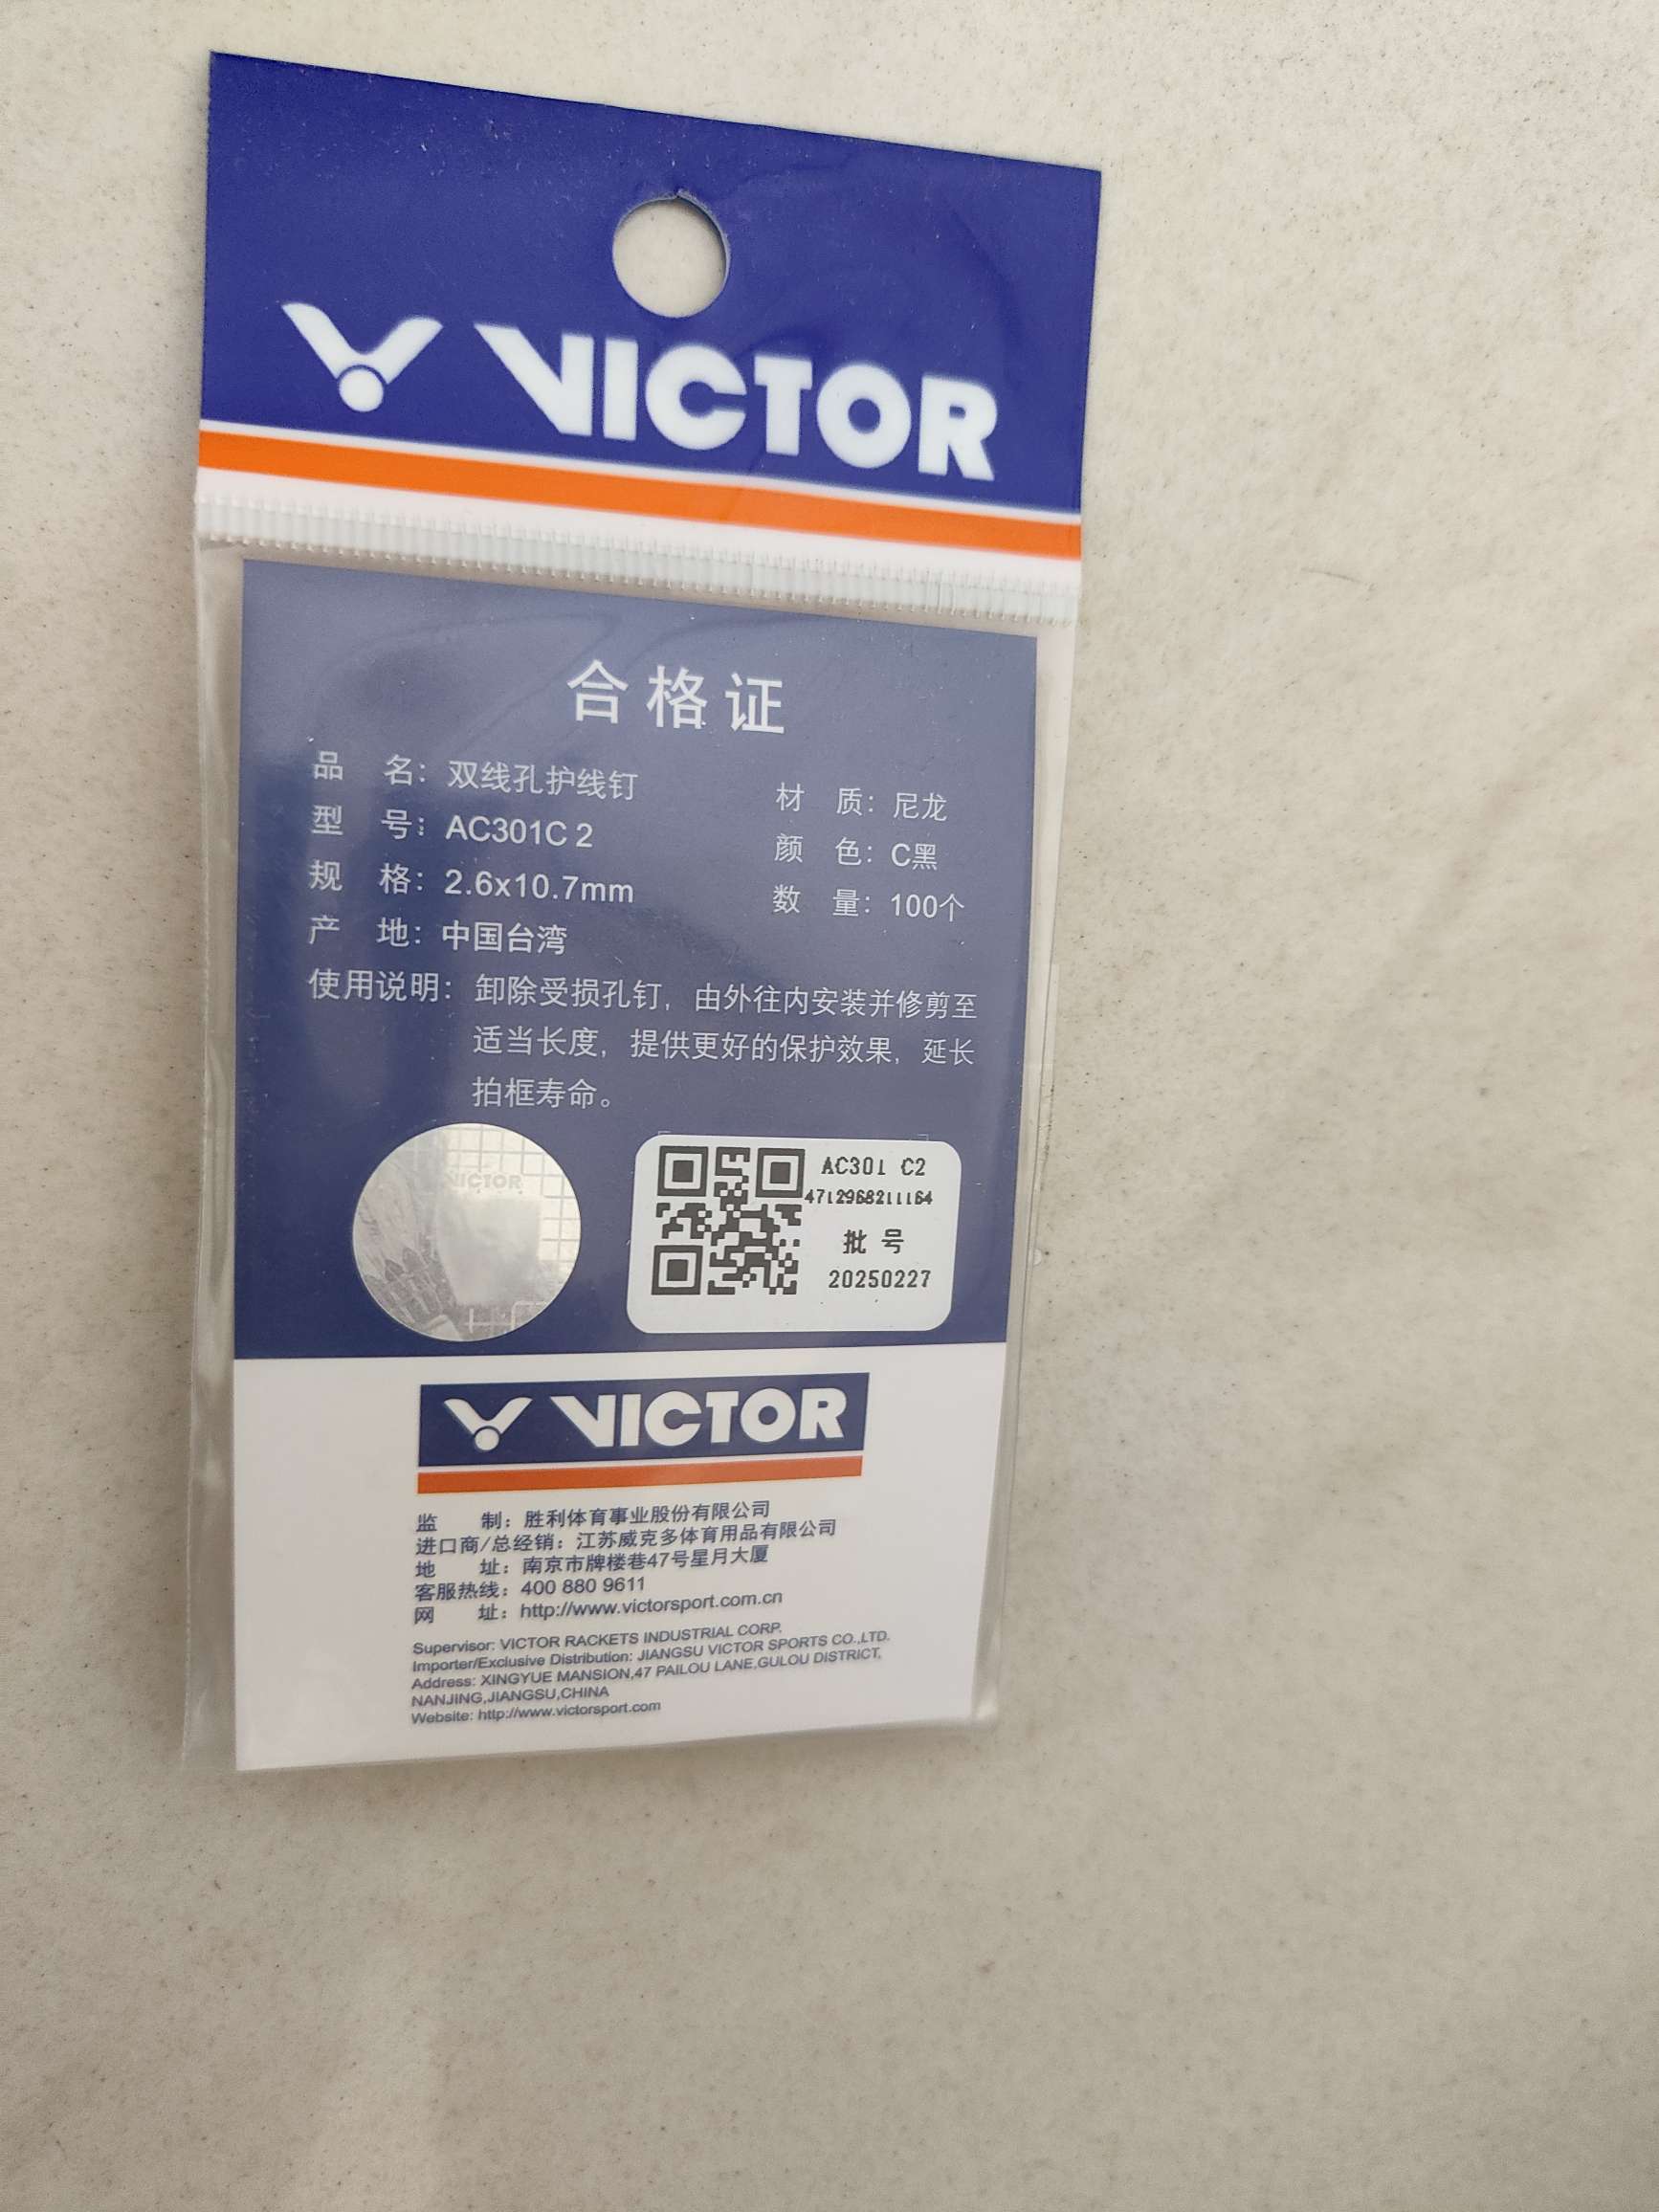 VICTOR
合格证
品 名：双线孔护线钉
型 号：AC301C 2
规 格：2.6x10.7mm
产 地：中国台湾
材 质：尼龙
颜 色：C黑
数 量：100个
使用说明：卸除受损孔钉，由外往内安装并修剪至
适当长度，提供更好的保护效果，延长
拍框寿命。
VICTOR
AC301 C2
4712968211164
批 号
20250227
VICTOR
监 制：胜利体育事业股份有限公司
进口商/总经销：江苏威克多体育用品有限公司
地 址：南京市牌楼巷47号星月大厦
客服热线：400 880 9611
网 址：http://www.victorsport.com.cn
Supervisor: VICTOR RACKETS INDUSTRIAL CORP.
Importer/Exclusive Distribution: JIANGSU VICTOR SPORTS CO.,LTD.
Address: XINGYUE MANSION,47 PAILOU LANE,GULOU DISTRICT,
NANJING,JIANGSU,CHINA
Website: http://www.victorsport.com